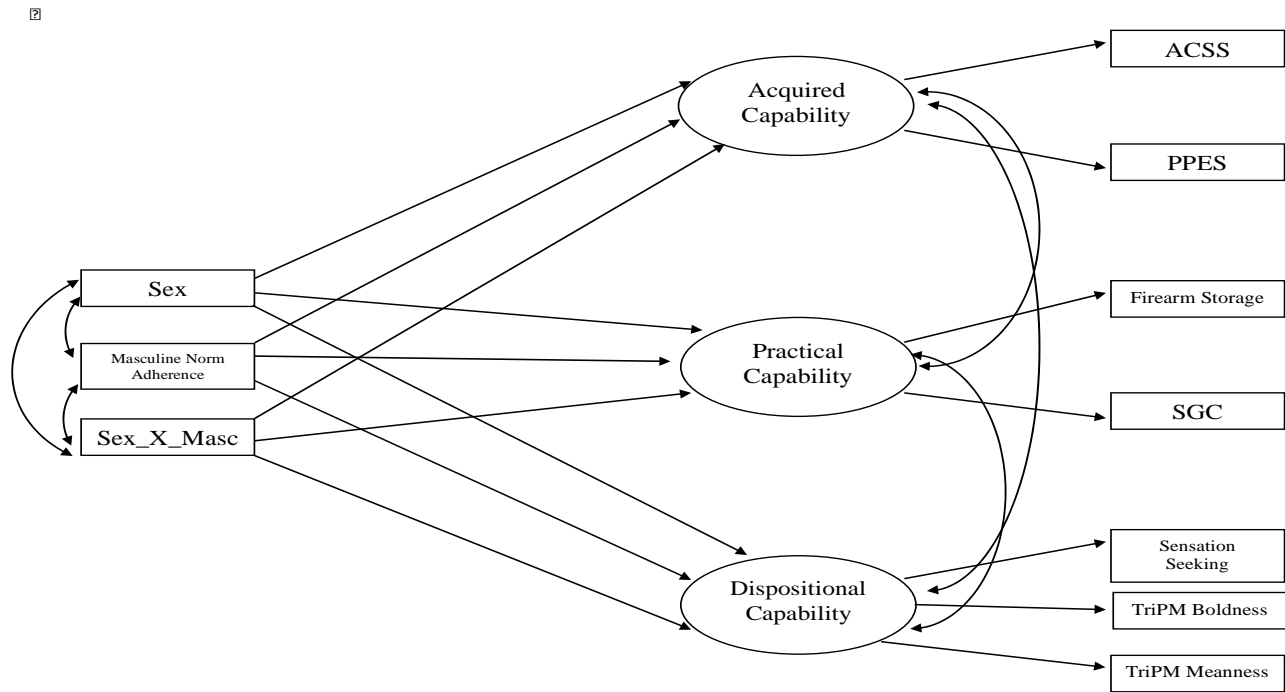 ACSS
Acquired
Capability
PPES
Sex
Firearm Storage
Masculine Norm
Adherence
Practical
Capability
SGC
Sex_X_Masc
Sensation
Seeking
Dispositional
Capability
TriPM Boldness
TriPM Meanness